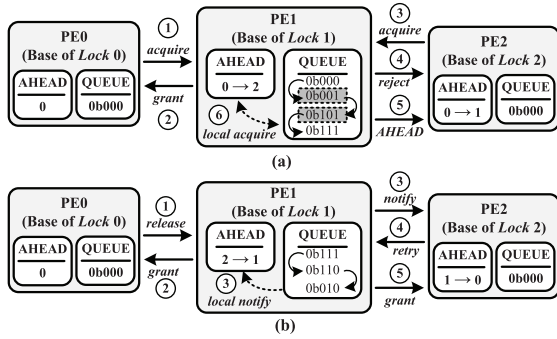 PE0
(Base of Lock 0)
AHEAD
0
QUEUE
0b000
1
acquire
grant
2
PE1
(Base of Lock 1)
AHEAD
0 → 2
6
local acquire
QUEUE
0b000
0b001
0b101
0b111
3
acquire
4
reject
5
AHEAD
PE2
(Base of Lock 2)
AHEAD
0 → 1
QUEUE
0b000
(a)
PE0
(Base of Lock 0)
AHEAD
0
QUEUE
0b000
1
release
grant
2
PE1
(Base of Lock 1)
AHEAD
2 → 1
3
local notify
QUEUE
0b111
0b110
0b010
3
notify
4
retry
5
grant
PE2
(Base of Lock 2)
AHEAD
1 → 0
QUEUE
0b000
(b)